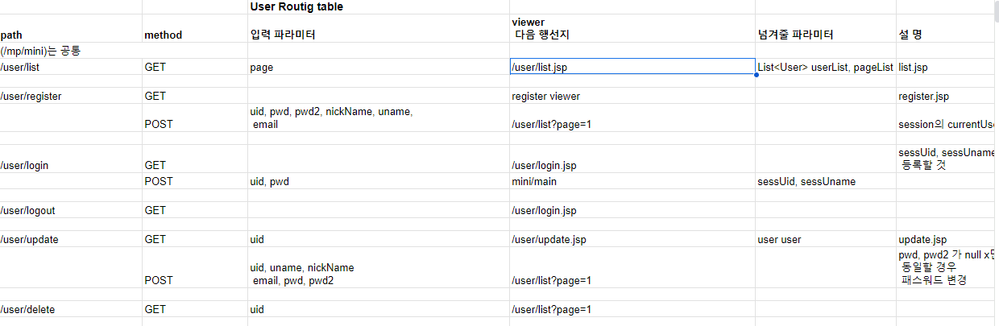 User Routig table
path method 입력 파라미터 viewer
다음 행선지 넘겨줄 파라미터 설 명
(/mp/mini)는 공통
/user/list GET page /user/list.jsp List<User> userList, pageList list.jsp
/user/register GET register viewer register.jsp
POST uid, pwd, pwd2, nickName, uname,
email /user/list?page=1 session의 currentUse
/user/login GET /user/login.jsp sessUid, sessUname
등록할 것
POST uid, pwd mini/main sessUid, sessUname
/user/logout GET /user/login.jsp
/user/update GET uid /user/update.jsp user user update.jsp
POST uid, uname, nickName
email, pwd, pwd2 /user/list?page=1 pwd, pwd2 가 null
동일할 경우
패스워드 변경
/user/delete GET uid /user/list?page=1